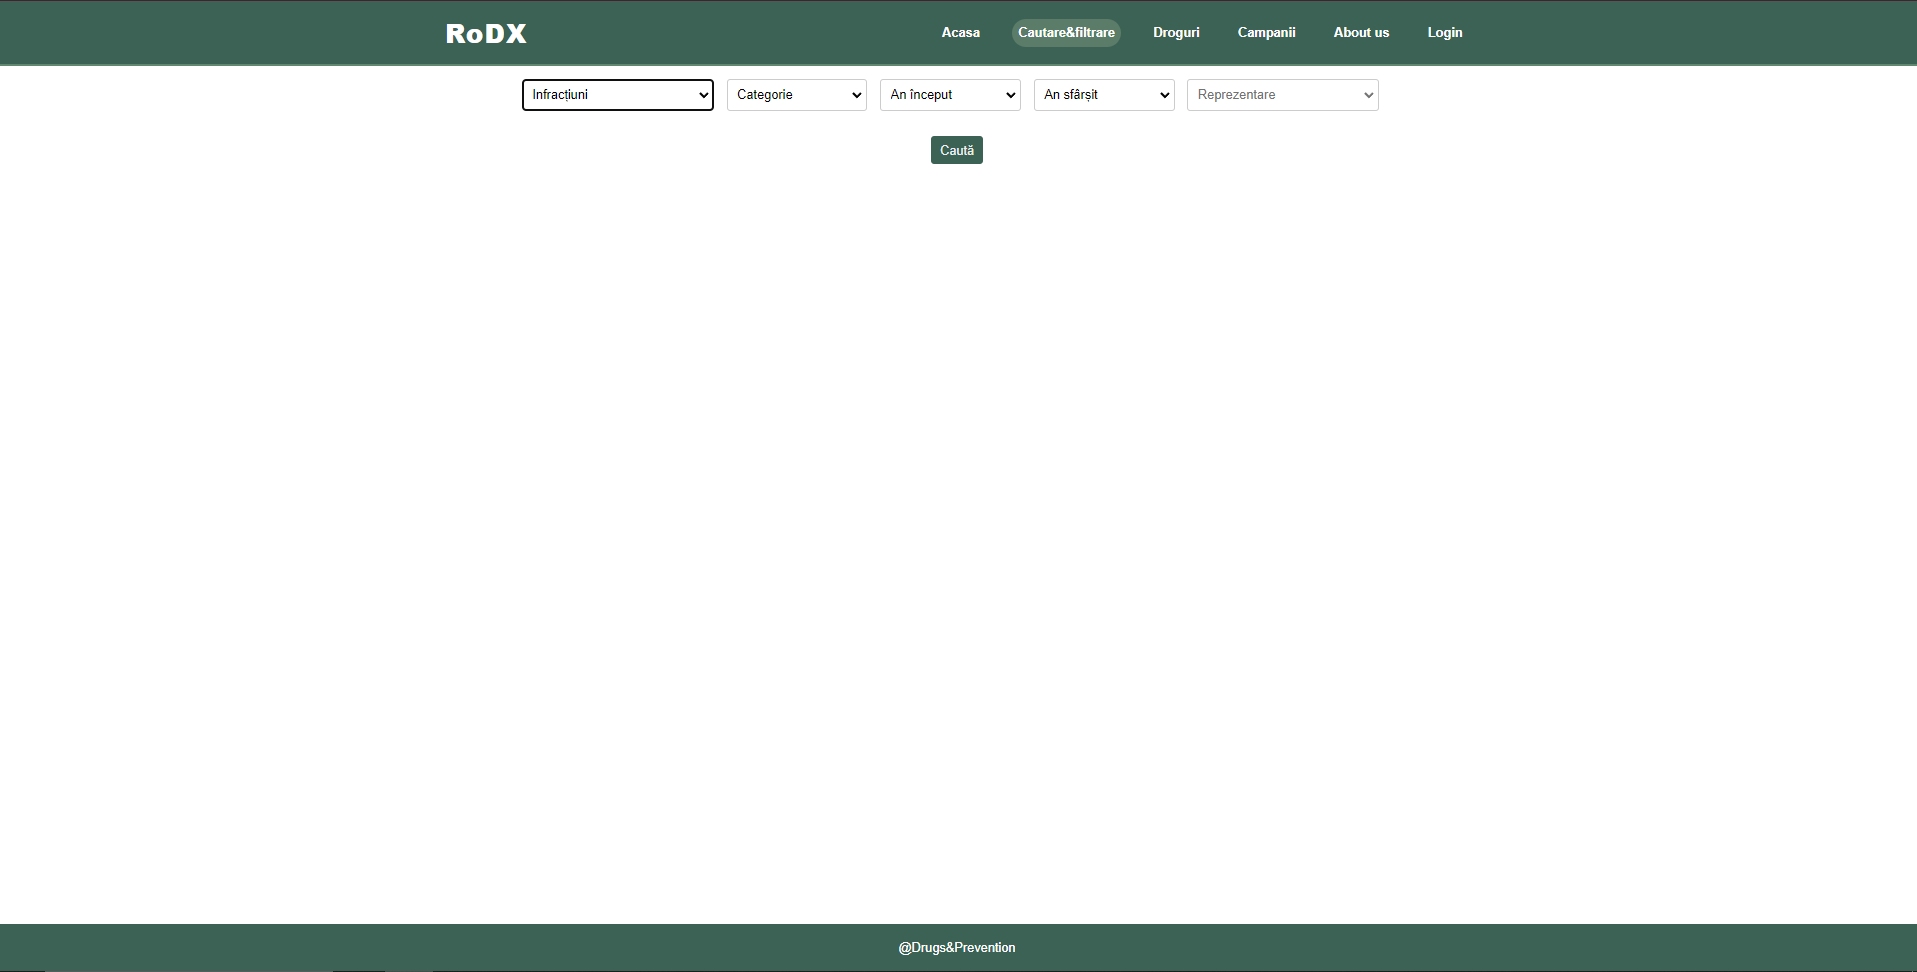 RoDX Acasa Cautare&filtrare Droguri Campanii About us Login
Infracțiuni Categorie An început An sfârșit Reprezentare
Caută
@Drugs&Prevention